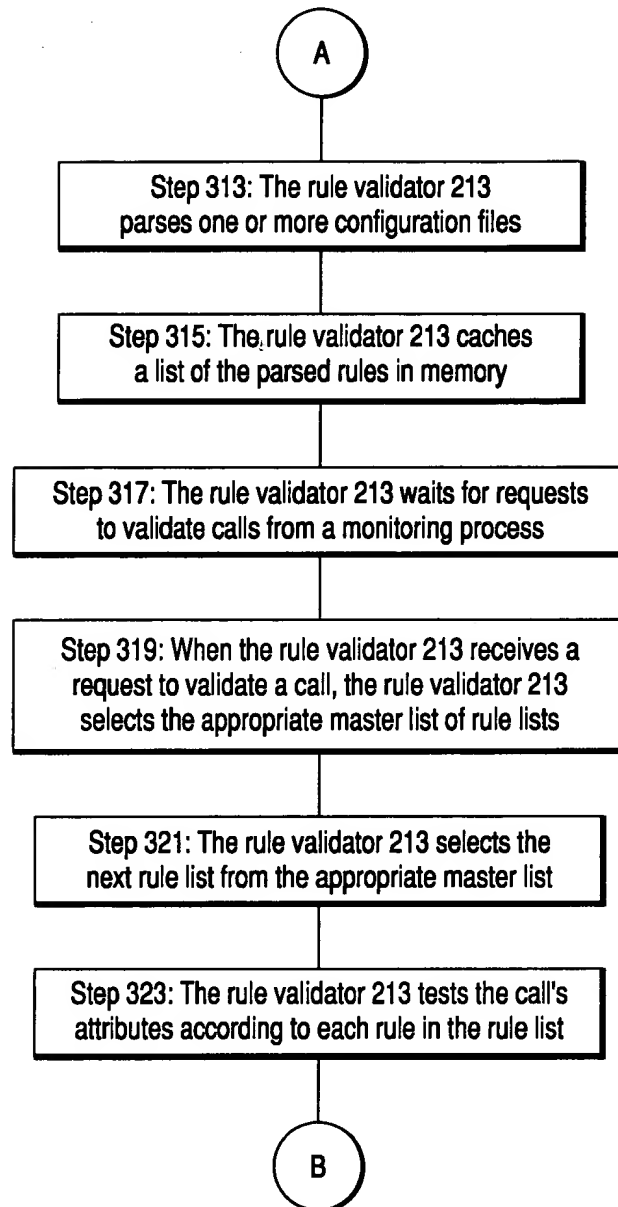 A
Step 313: The rule validator 213
parses one or more configuration files
Step 315: The rule validator 213 caches
a list of the parsed rules in memory
Step 317: The rule validator 213 waits for requests
to validate calls from a monitoring process
Step 319: When the rule validator 213 receives a
request to validate a call, the rule validator 213
selects the appropriate master list of rule lists
Step 321: The rule validator 213 selects the
next rule list from the appropriate master list
Step 323: The rule validator 213 tests the call's
attributes according to each rule in the rule list
B